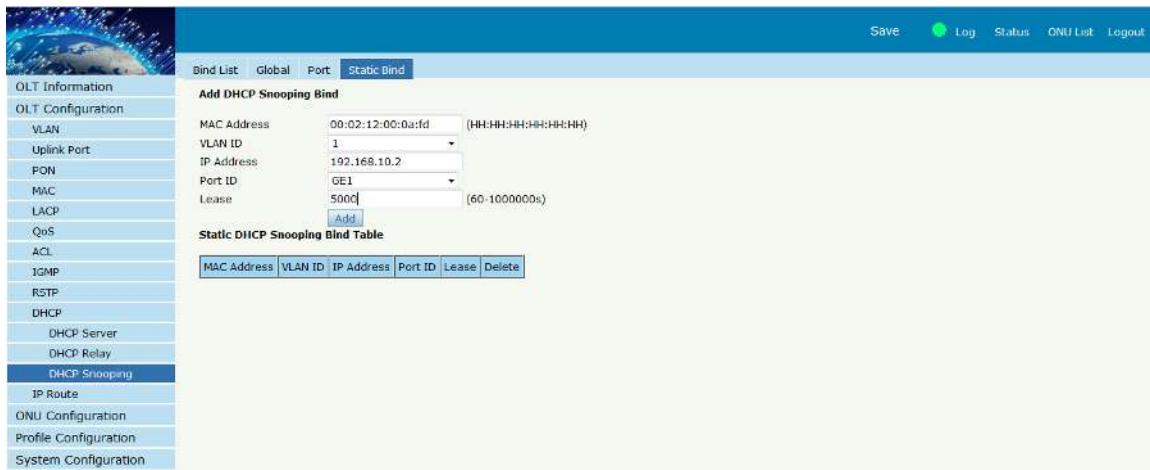 Save Log Status ONU List Logout
Bind List Global Port Static Bind
OLT Information
OLT Configuration
VLAN
Uplink Port
PON
MAC
LACP
QoS
ACL
IGMP
RSTP
DHCP
DHCP Server
DHCP Relay
DHCP Snooping
IP Route
ONU Configuration
Profile Configuration
System Configuration
Add DHCP Snooping Bind
MAC Address 00:02:12:00:0a:fd (HH:HH:HH:HH:HH:HH)
VLAN ID 1
IP Address 192.168.10.2
Port ID GE1
Lease 5000 (60-1000000s)
Add
Static DHCP Snooping Bind Table
MAC Address VLAN ID IP Address Port ID Lease Delete